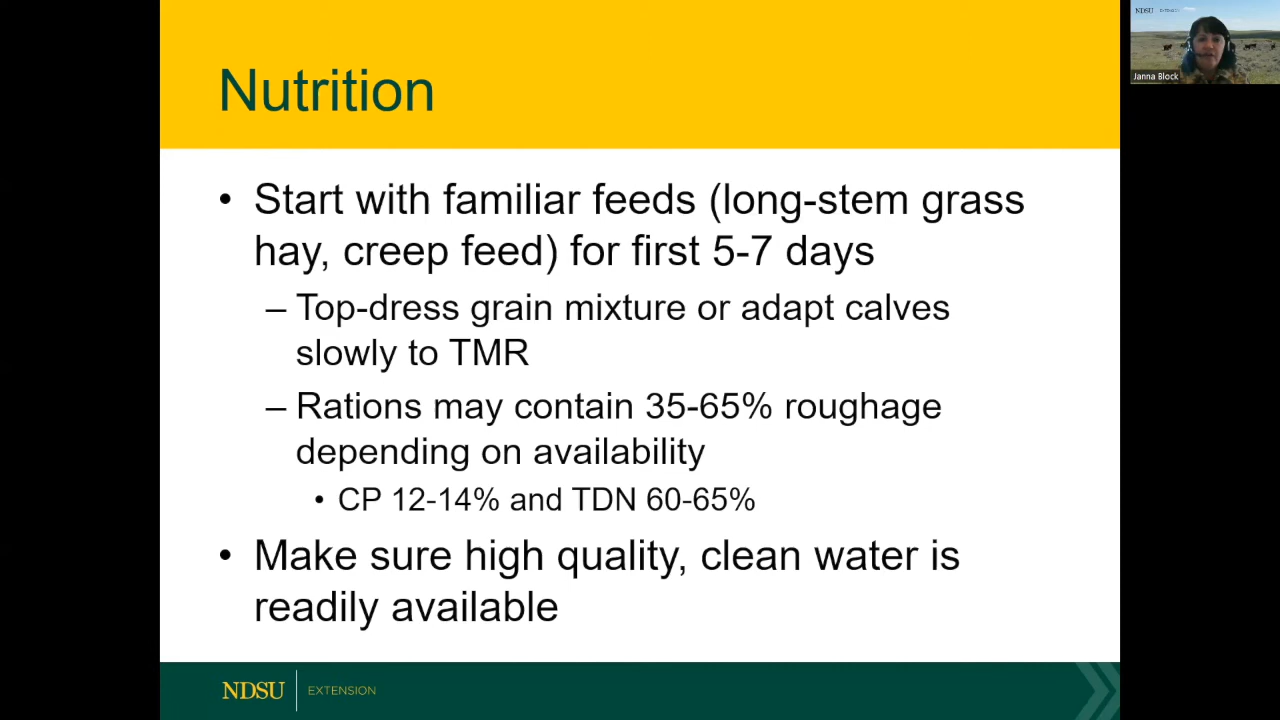 Nutrition
• Start with familiar feeds (long-stem grass
hay, creep feed) for first 5-7 days
– Top-dress grain mixture or adapt calves
slowly to TMR
– Rations may contain 35-65% roughage
depending on availability
• CP 12-14% and TDN 60-65%
• Make sure high quality, clean water is
readily available
NDSU EXTENSION
NDSU EXTENSION
Janna Block